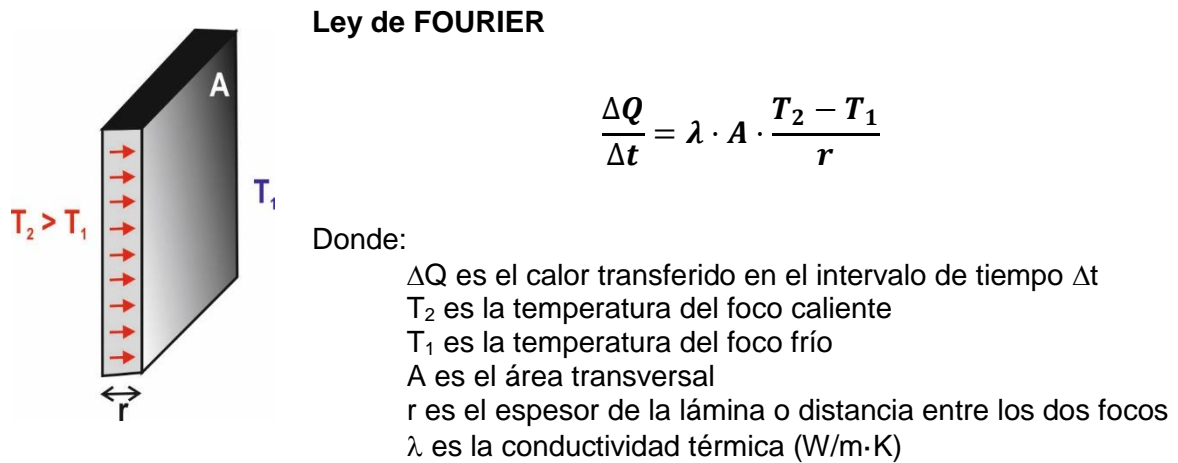 Ley de FOURIER
A
T₂ > T₁
T₁
r
ΔQ/Δt = λ · A · (T₂ − T₁)/r
Donde:
ΔQ es el calor transferido en el intervalo de tiempo Δt
T₂ es la temperatura del foco caliente
T₁ es la temperatura del foco frío
A es el área transversal
r es el espesor de la lámina o distancia entre los dos focos
λ es la conductividad térmica (W/m·K)